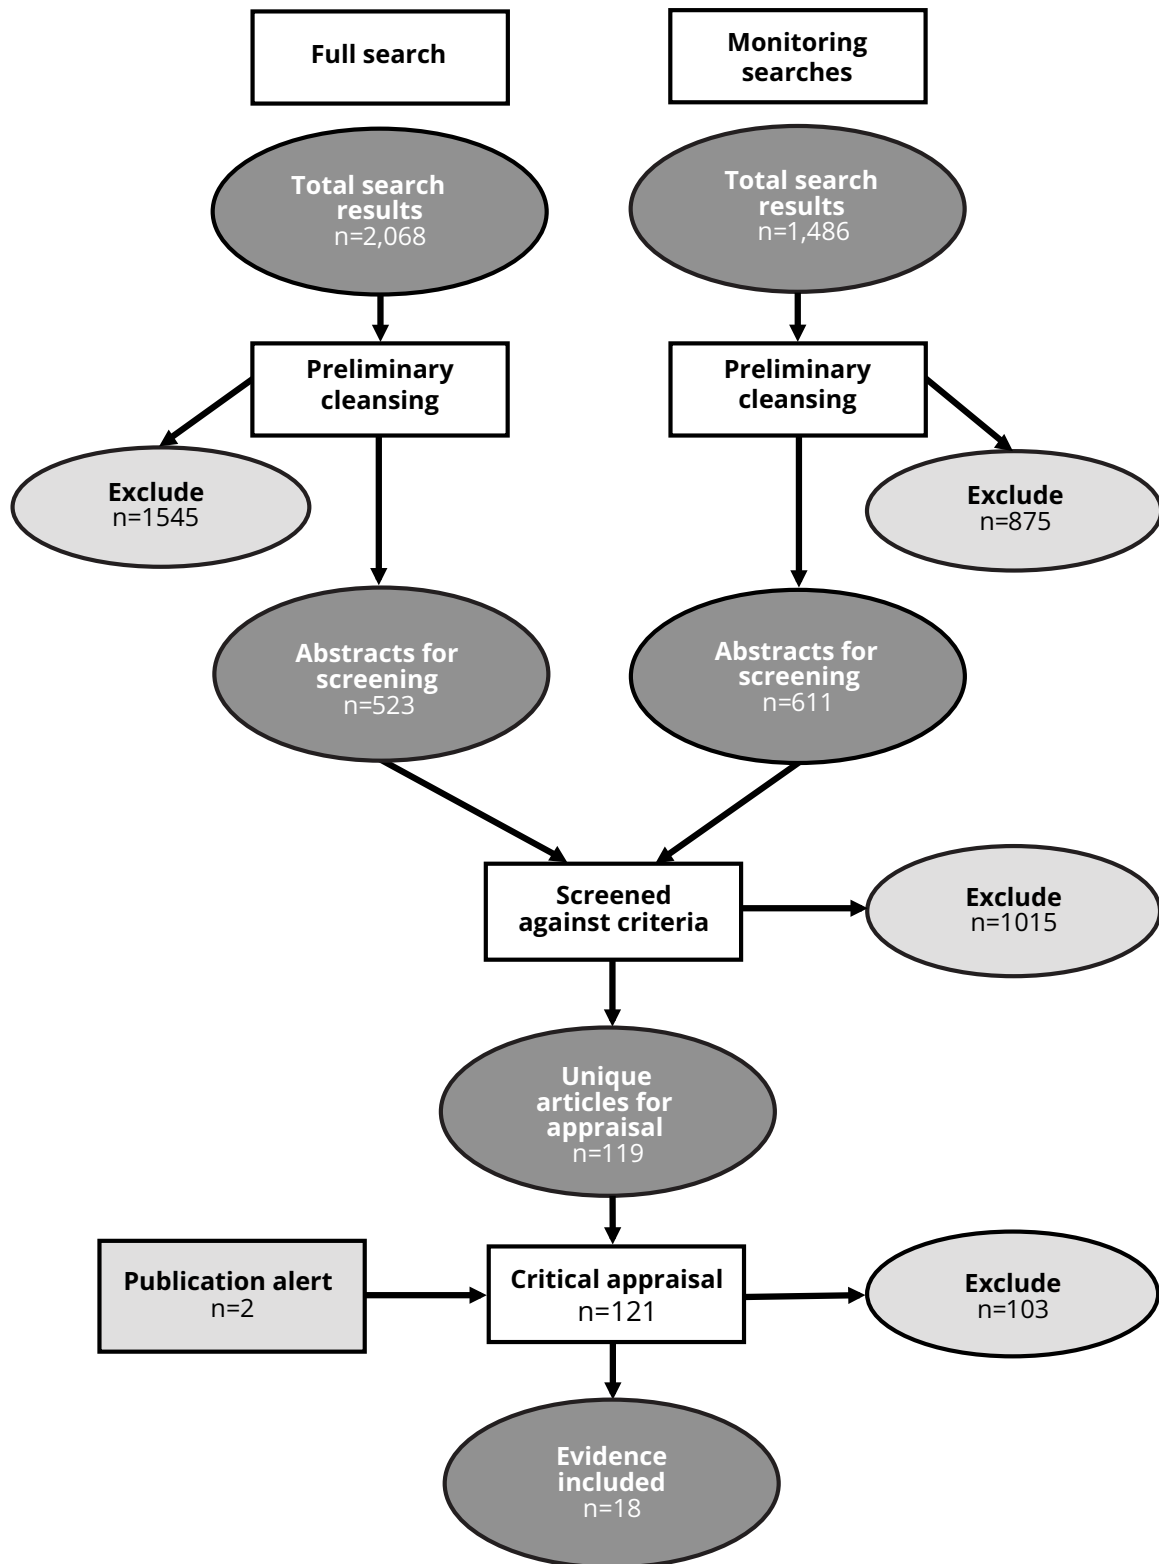 Full search
Monitoring
searches
Total search
results
n=2,068
Total search
results
n=1,486
Preliminary
cleansing
Preliminary
cleansing
Exclude
n=1545
Exclude
n=875
Abstracts for
screening
n=523
Abstracts for
screening
n=611
Screened
against criteria
Exclude
n=1015
Unique
articles for
appraisal
n=119
Publication alert
n=2
Critical appraisal
n=121
Exclude
n=103
Evidence
included
n=18